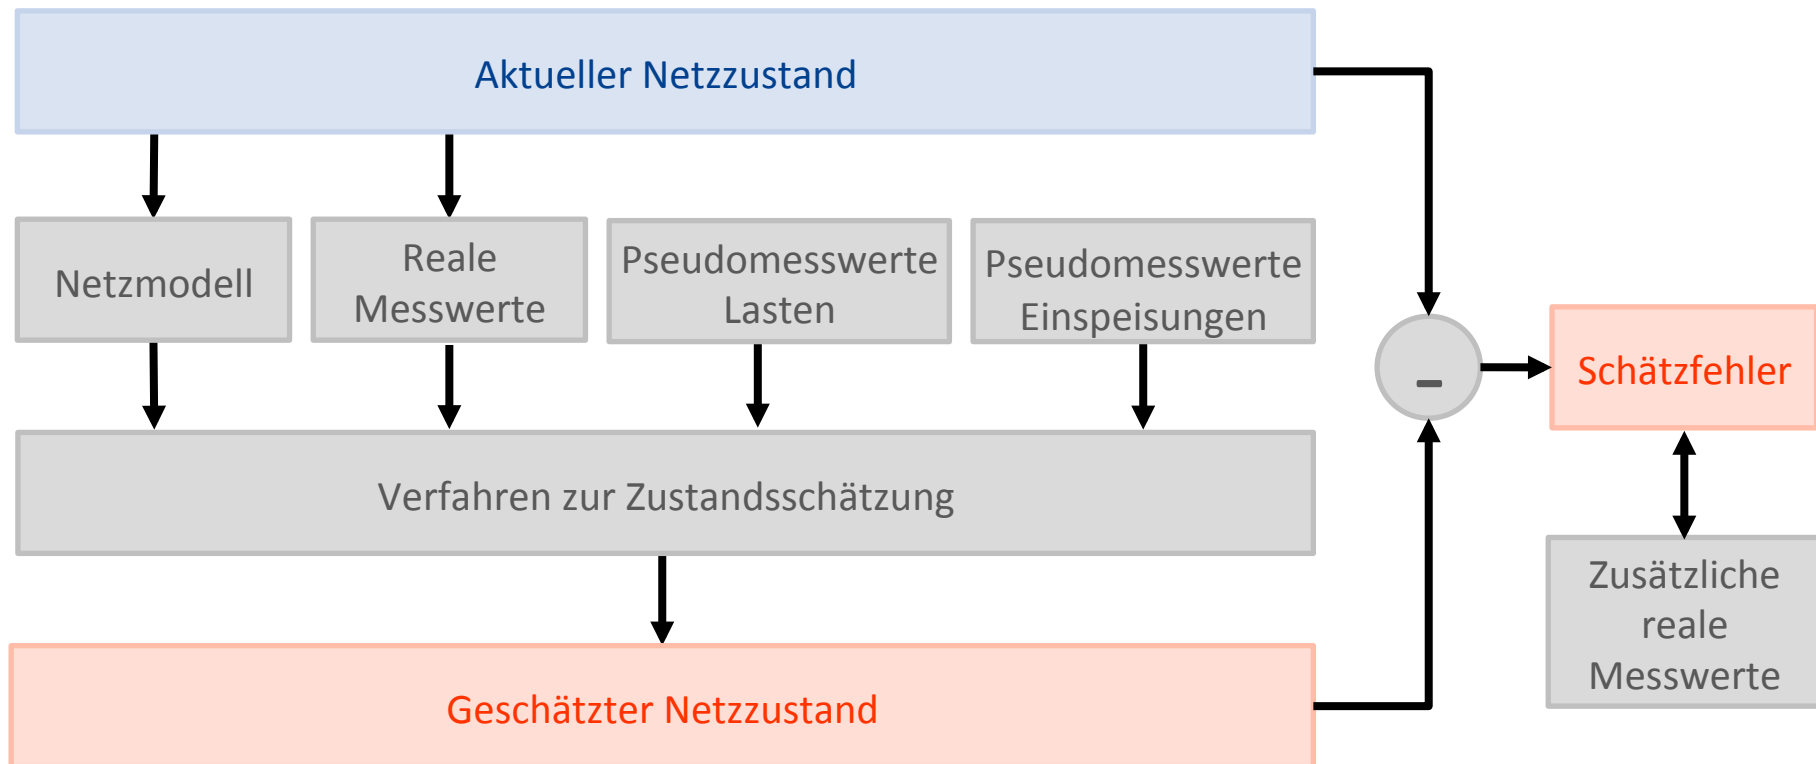 Aktueller Netzzustand
Netzmodell
Reale
Messwerte
Pseudomesswerte
Lasten
Pseudomesswerte
Einspeisungen
–
Schätzfehler
Verfahren zur Zustandsschätzung
Zusätzliche
reale
Messwerte
Geschätzter Netzzustand